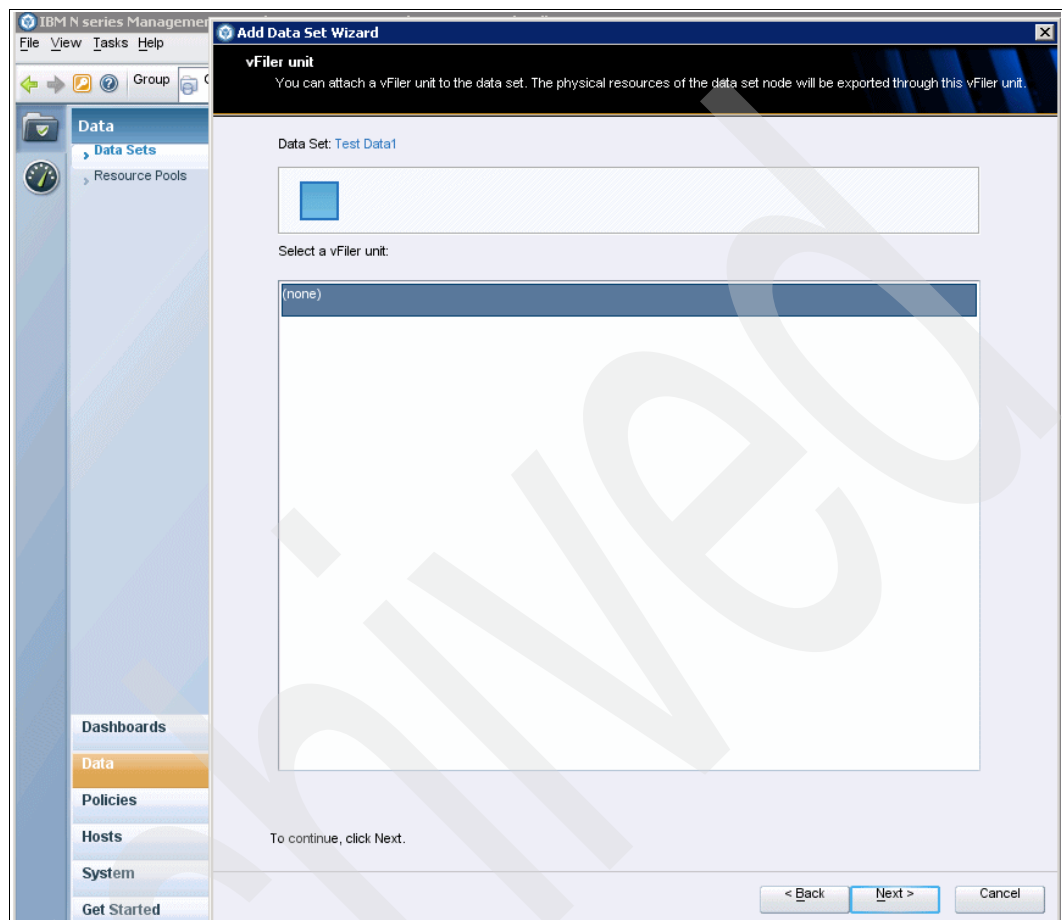 IBM N series Managemer
File View Tasks Help
Group
Data
Data Sets
Resource Pools
Dashboards
Data
Policies
Hosts
System
Get Started
Add Data Set Wizard
vFiler unit
You can attach a vFiler unit to the data set. The physical resources of the data set node will be exported through this vFiler unit.
Data Set: Test Data1
Select a vFiler unit:
(none)
To continue, click Next.
< Back Next > Cancel
hived